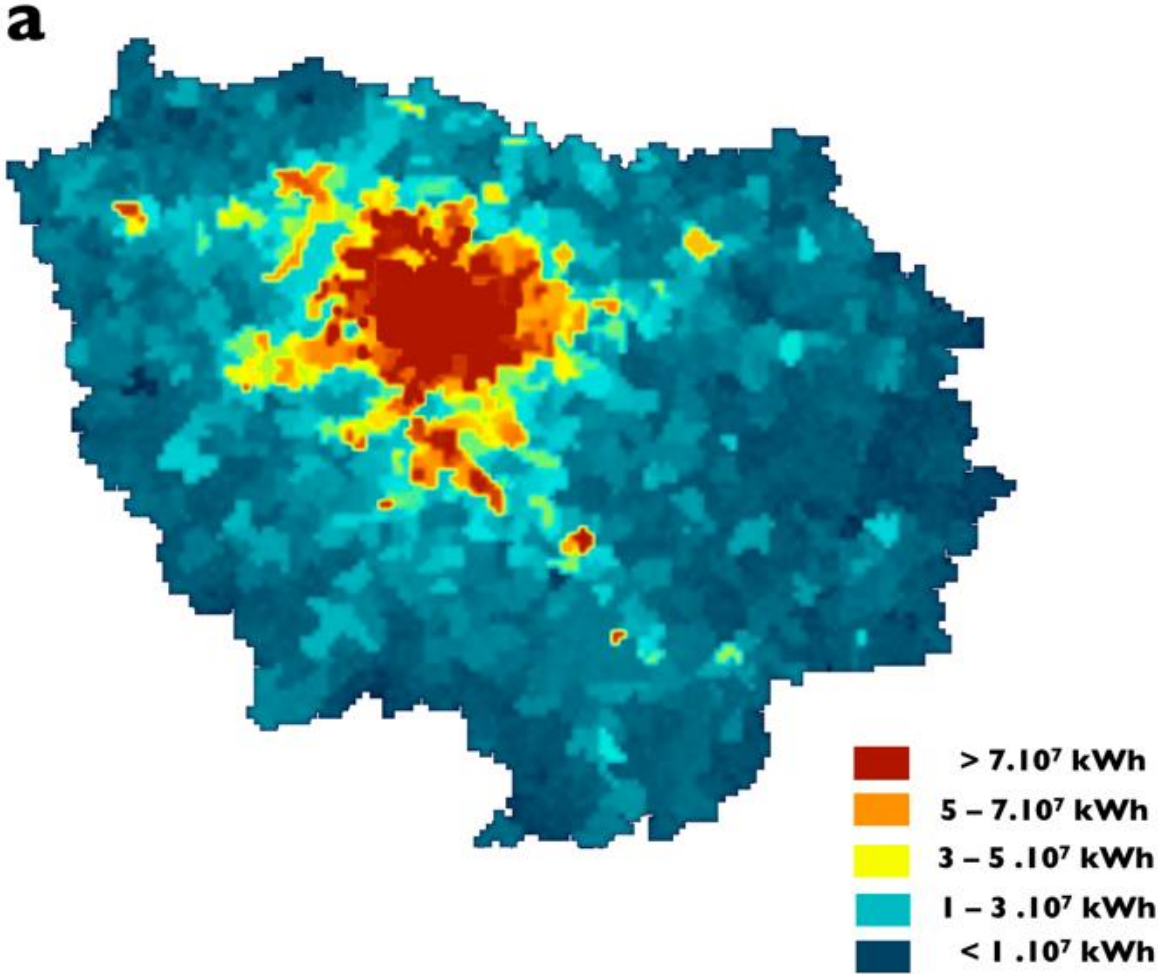 a
> 7.10⁷ kWh
5 – 7.10⁷ kWh
3 – 5 .10⁷ kWh
1 – 3 .10⁷ kWh
< 1 .10⁷ kWh